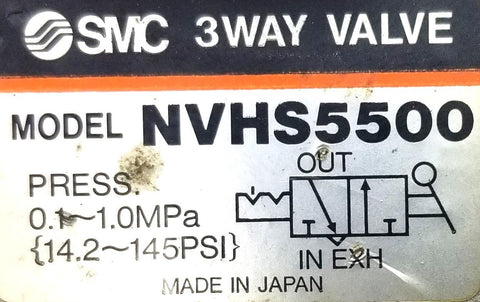 SMC 3WAY VALVE
MODEL NVHS5500
OUT
PRESS.
0.1~1.0MPa
{14.2~145PSI}
IN EXH
MADE IN JAPAN